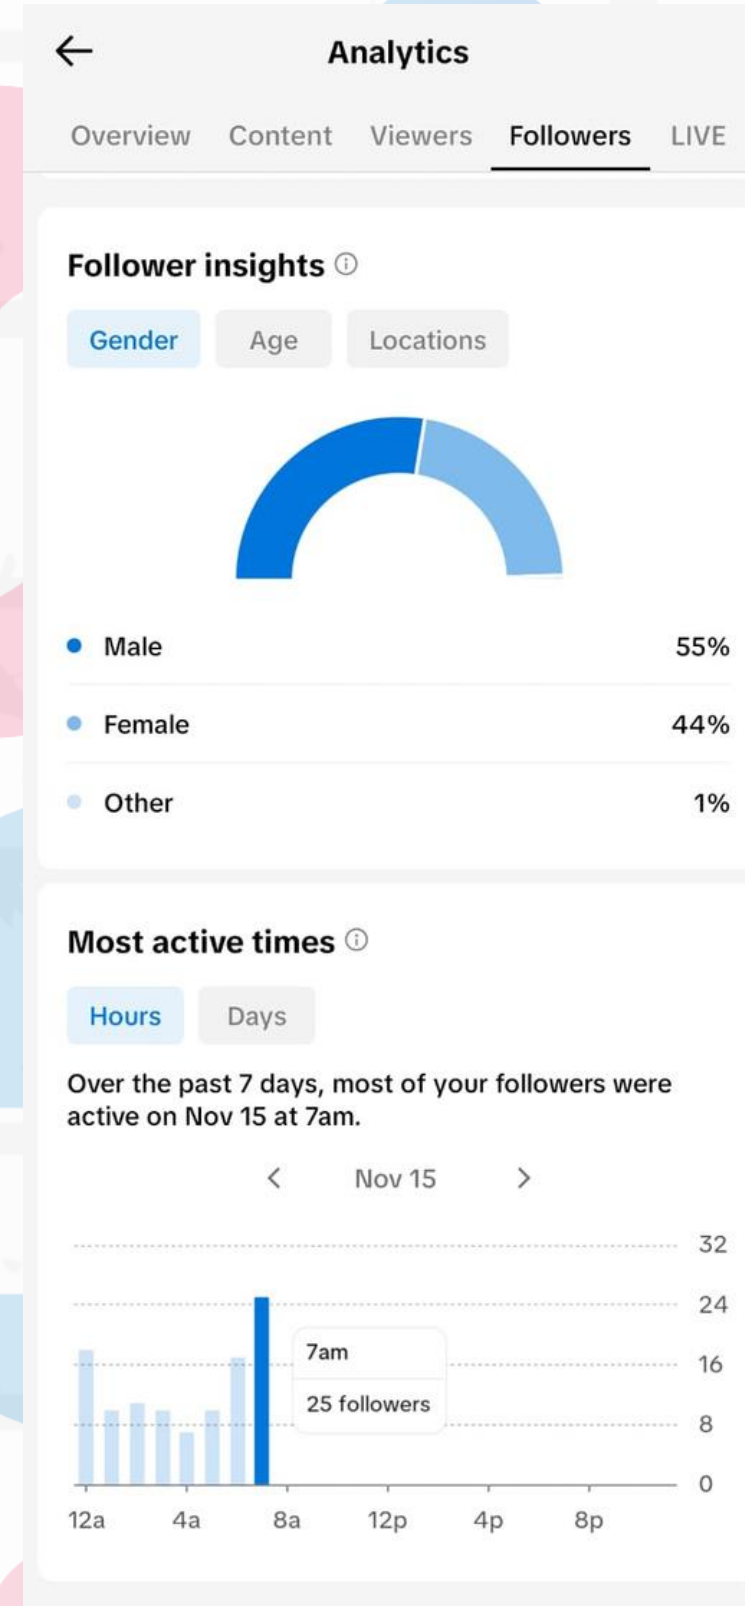 Analytics
Overview Content Viewers Followers LIVE
Follower insights
Gender Age Locations
Male 55%
Female 44%
Other 1%
Most active times
Hours Days
Over the past 7 days, most of your followers were
active on Nov 15 at 7am.
Nov 15
32
24
7am
16
25 followers
8
0
12a 4a 8a 12p 4p 8p